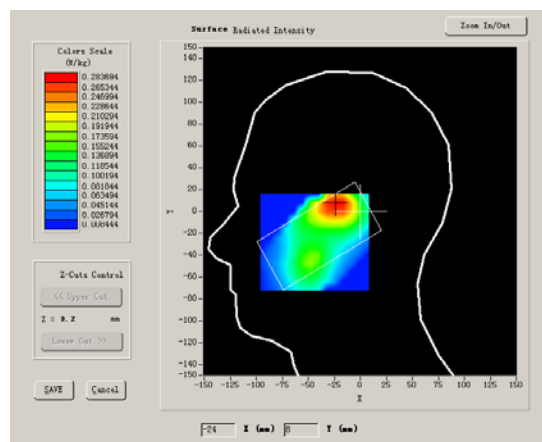 Surface Radiated Intensity
Zoom In/Out
Colors Scale
(W/kg)
0.283694
0.265344
0.246994
0.228644
0.210294
0.191944
0.173594
0.155244
0.136894
0.118544
0.100194
0.081844
0.063494
0.045144
0.026794
0.008444
Z-Cuts Control
<< Upper Cut
Z = 0.2 mm
Lower Cut >>
SAVE
Cancel
150
140
120
100
80
60
40
20
0
-20
-40
-60
-80
-100
-120
-140
-150
Y
-150 -125 -100 -75 -50 -25 0 25 50 75 100 125 150
X
-24 X (mm) 8 Y (mm)